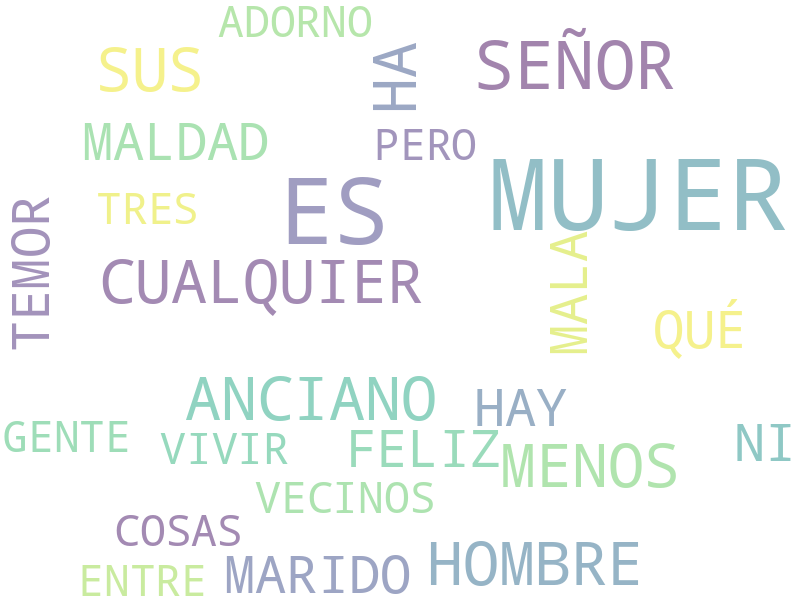 ADORNO
SUS
HA
SEÑOR
MALDAD
PERO
MUJER
ES
TRES
TEMOR
CUALQUIER
MALA
QUÉ
ANCIANO
HAY
GENTE
VIVIR
FELIZ
MENOS
NI
VECINOS
COSAS
ENTRE
MARIDO
HOMBRE